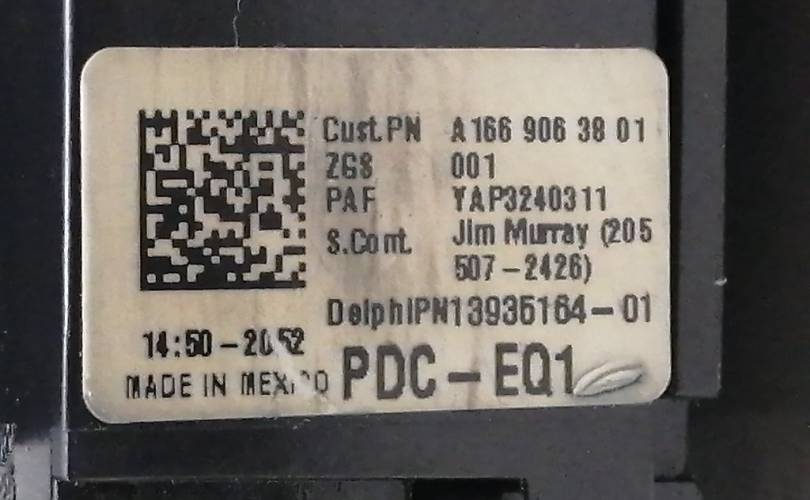 Cust.PN A 166 906 38 01
ZGS 001
PAF YAP3240311
S.Cont. Jim Murray (205
507-2426)
DelphiPN13935164-01
14:50-2052
MADE IN MEXICO PDC-EQ1